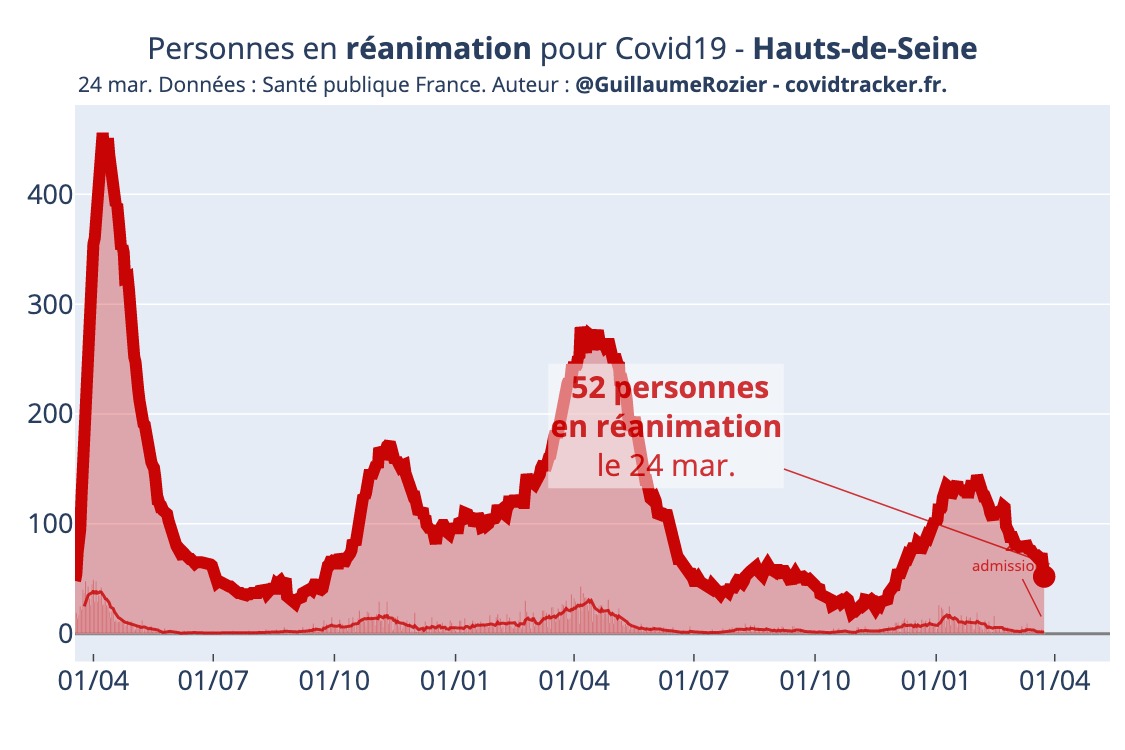 Personnes en réanimation pour Covid19 - Hauts-de-Seine
24 mar. Données : Santé publique France. Auteur : @GuillaumeRozier - covidtracker.fr.
400
300
200
100
0
52 personnes
en réanimation
le 24 mar.
admissio
01/04 01/07 01/10 01/01 01/04 01/07 01/10 01/01 01/04